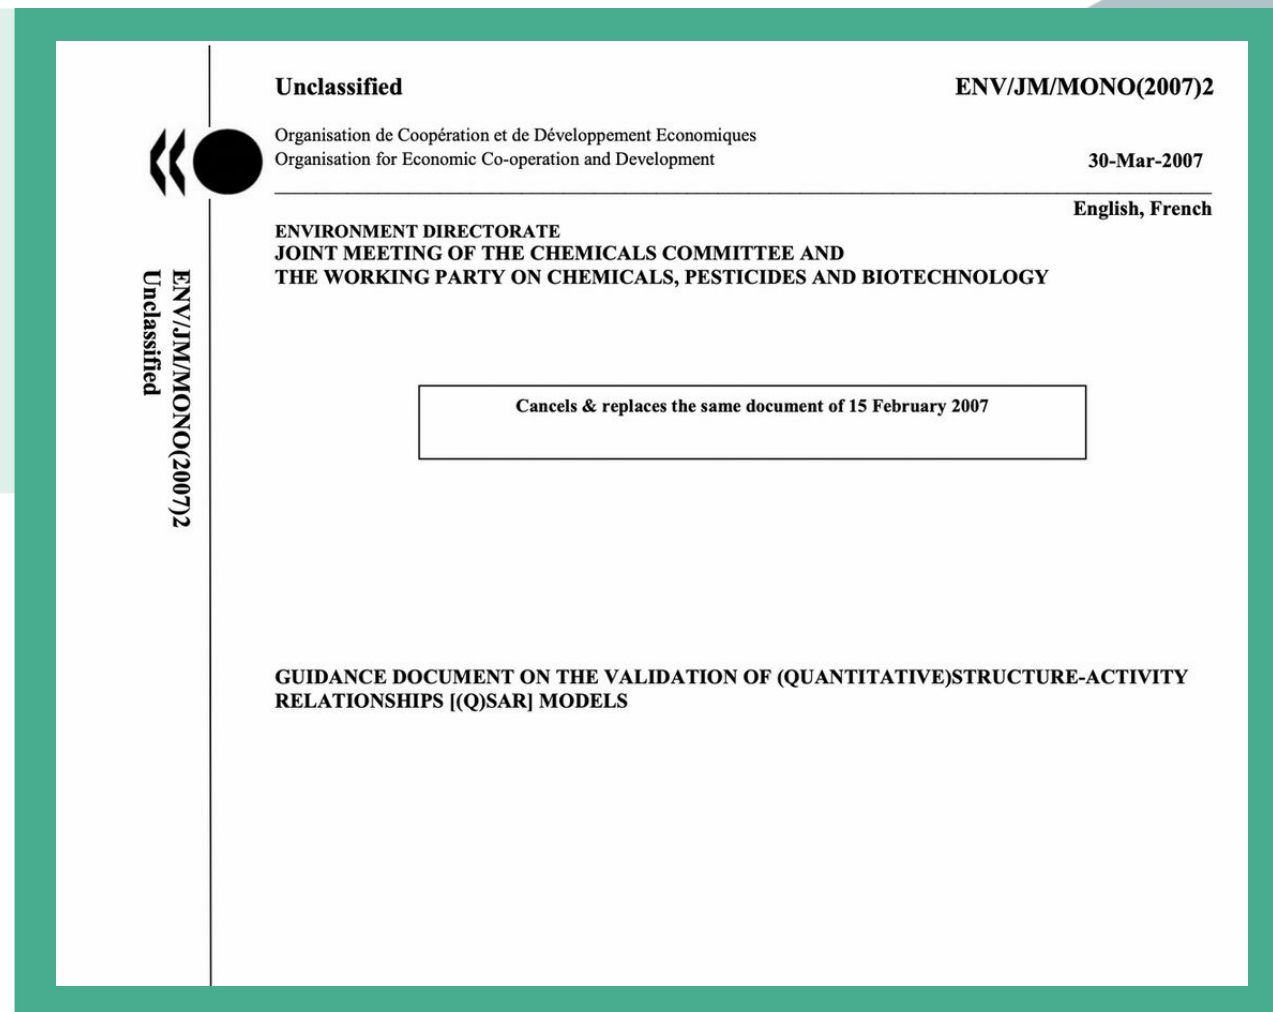 Unclassified
ENV/JM/MONO(2007)2
Organisation de Coopération et de Développement Economiques
Organisation for Economic Co-operation and Development
30-Mar-2007
English, French
ENVIRONMENT DIRECTORATE
JOINT MEETING OF THE CHEMICALS COMMITTEE AND
THE WORKING PARTY ON CHEMICALS, PESTICIDES AND BIOTECHNOLOGY
ENV/JM/MONO(2007)2
Unclassified
Cancels & replaces the same document of 15 February 2007
GUIDANCE DOCUMENT ON THE VALIDATION OF (QUANTITATIVE)STRUCTURE-ACTIVITY
RELATIONSHIPS [(Q)SAR] MODELS